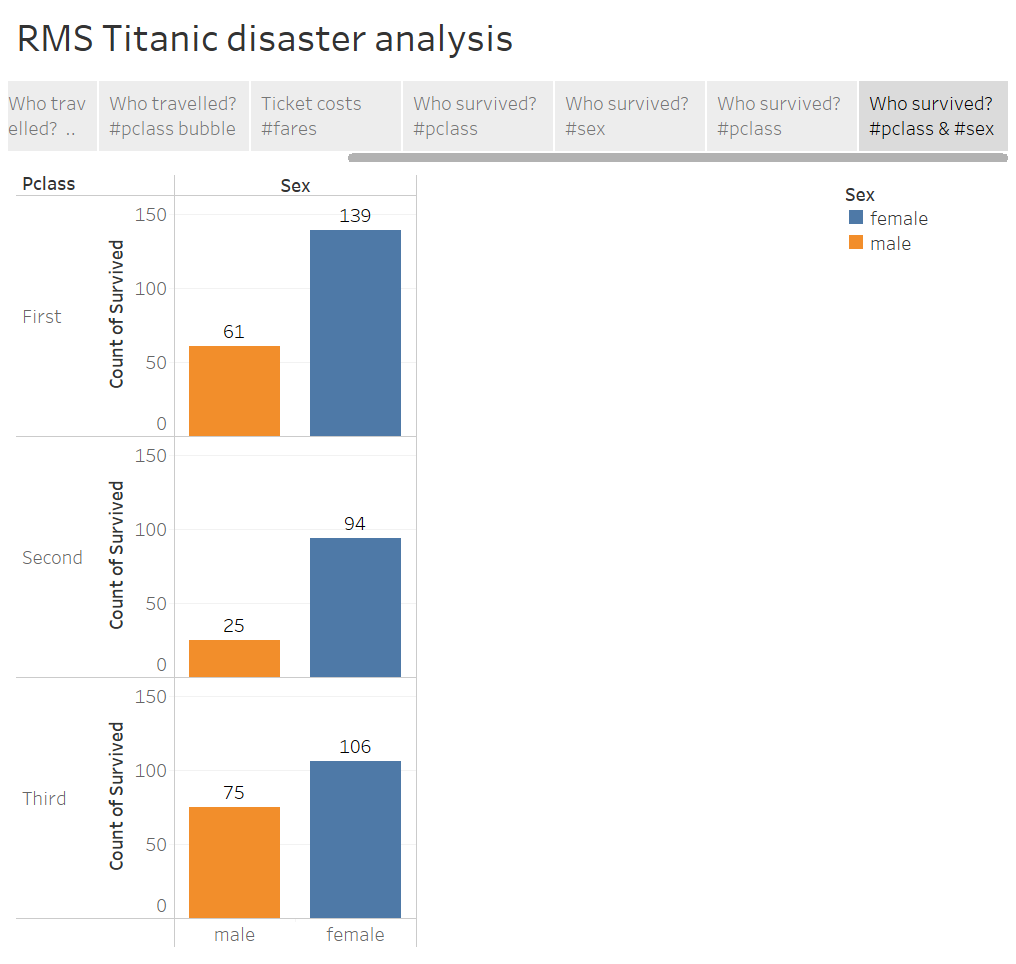 RMS Titanic disaster analysis
Who trav
elled? ..
Who travelled?
#pclass bubble
Ticket costs
#fares
Who survived?
#pclass
Who survived?
#sex
Who survived?
#pclass
Who survived?
#pclass & #sex
Pclass
Sex
Sex
female
male
First
Count of Survived
150
100
50
0
61
139
Second
Count of Survived
150
100
50
0
25
94
Third
Count of Survived
150
100
50
0
75
106
male
female